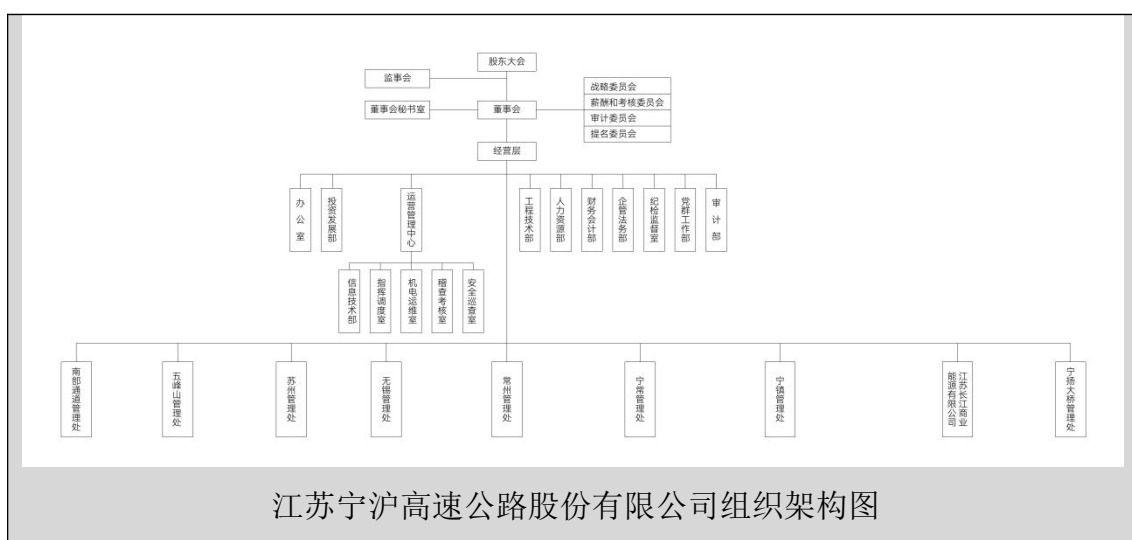 股东大会
监事会
董事会秘书室
董事会
战略委员会
薪酬和考核委员会
审计委员会
提名委员会
经营层
办公室
投资发展部
运营管理中心
工程技术部
人力资源部
财务会计部
企管法务部
纪检监督室
党群工作部
审计部
信息技术部
指挥调度室
机电运维室
稽查考核室
安全巡查室
南部通道管理处
五峰山管理处
苏州管理处
无锡管理处
常州管理处
宁常管理处
宁镇管理处
江苏长江商业
能源有限公司
宁扬大桥管理处
江苏宁沪高速公路股份有限公司组织架构图